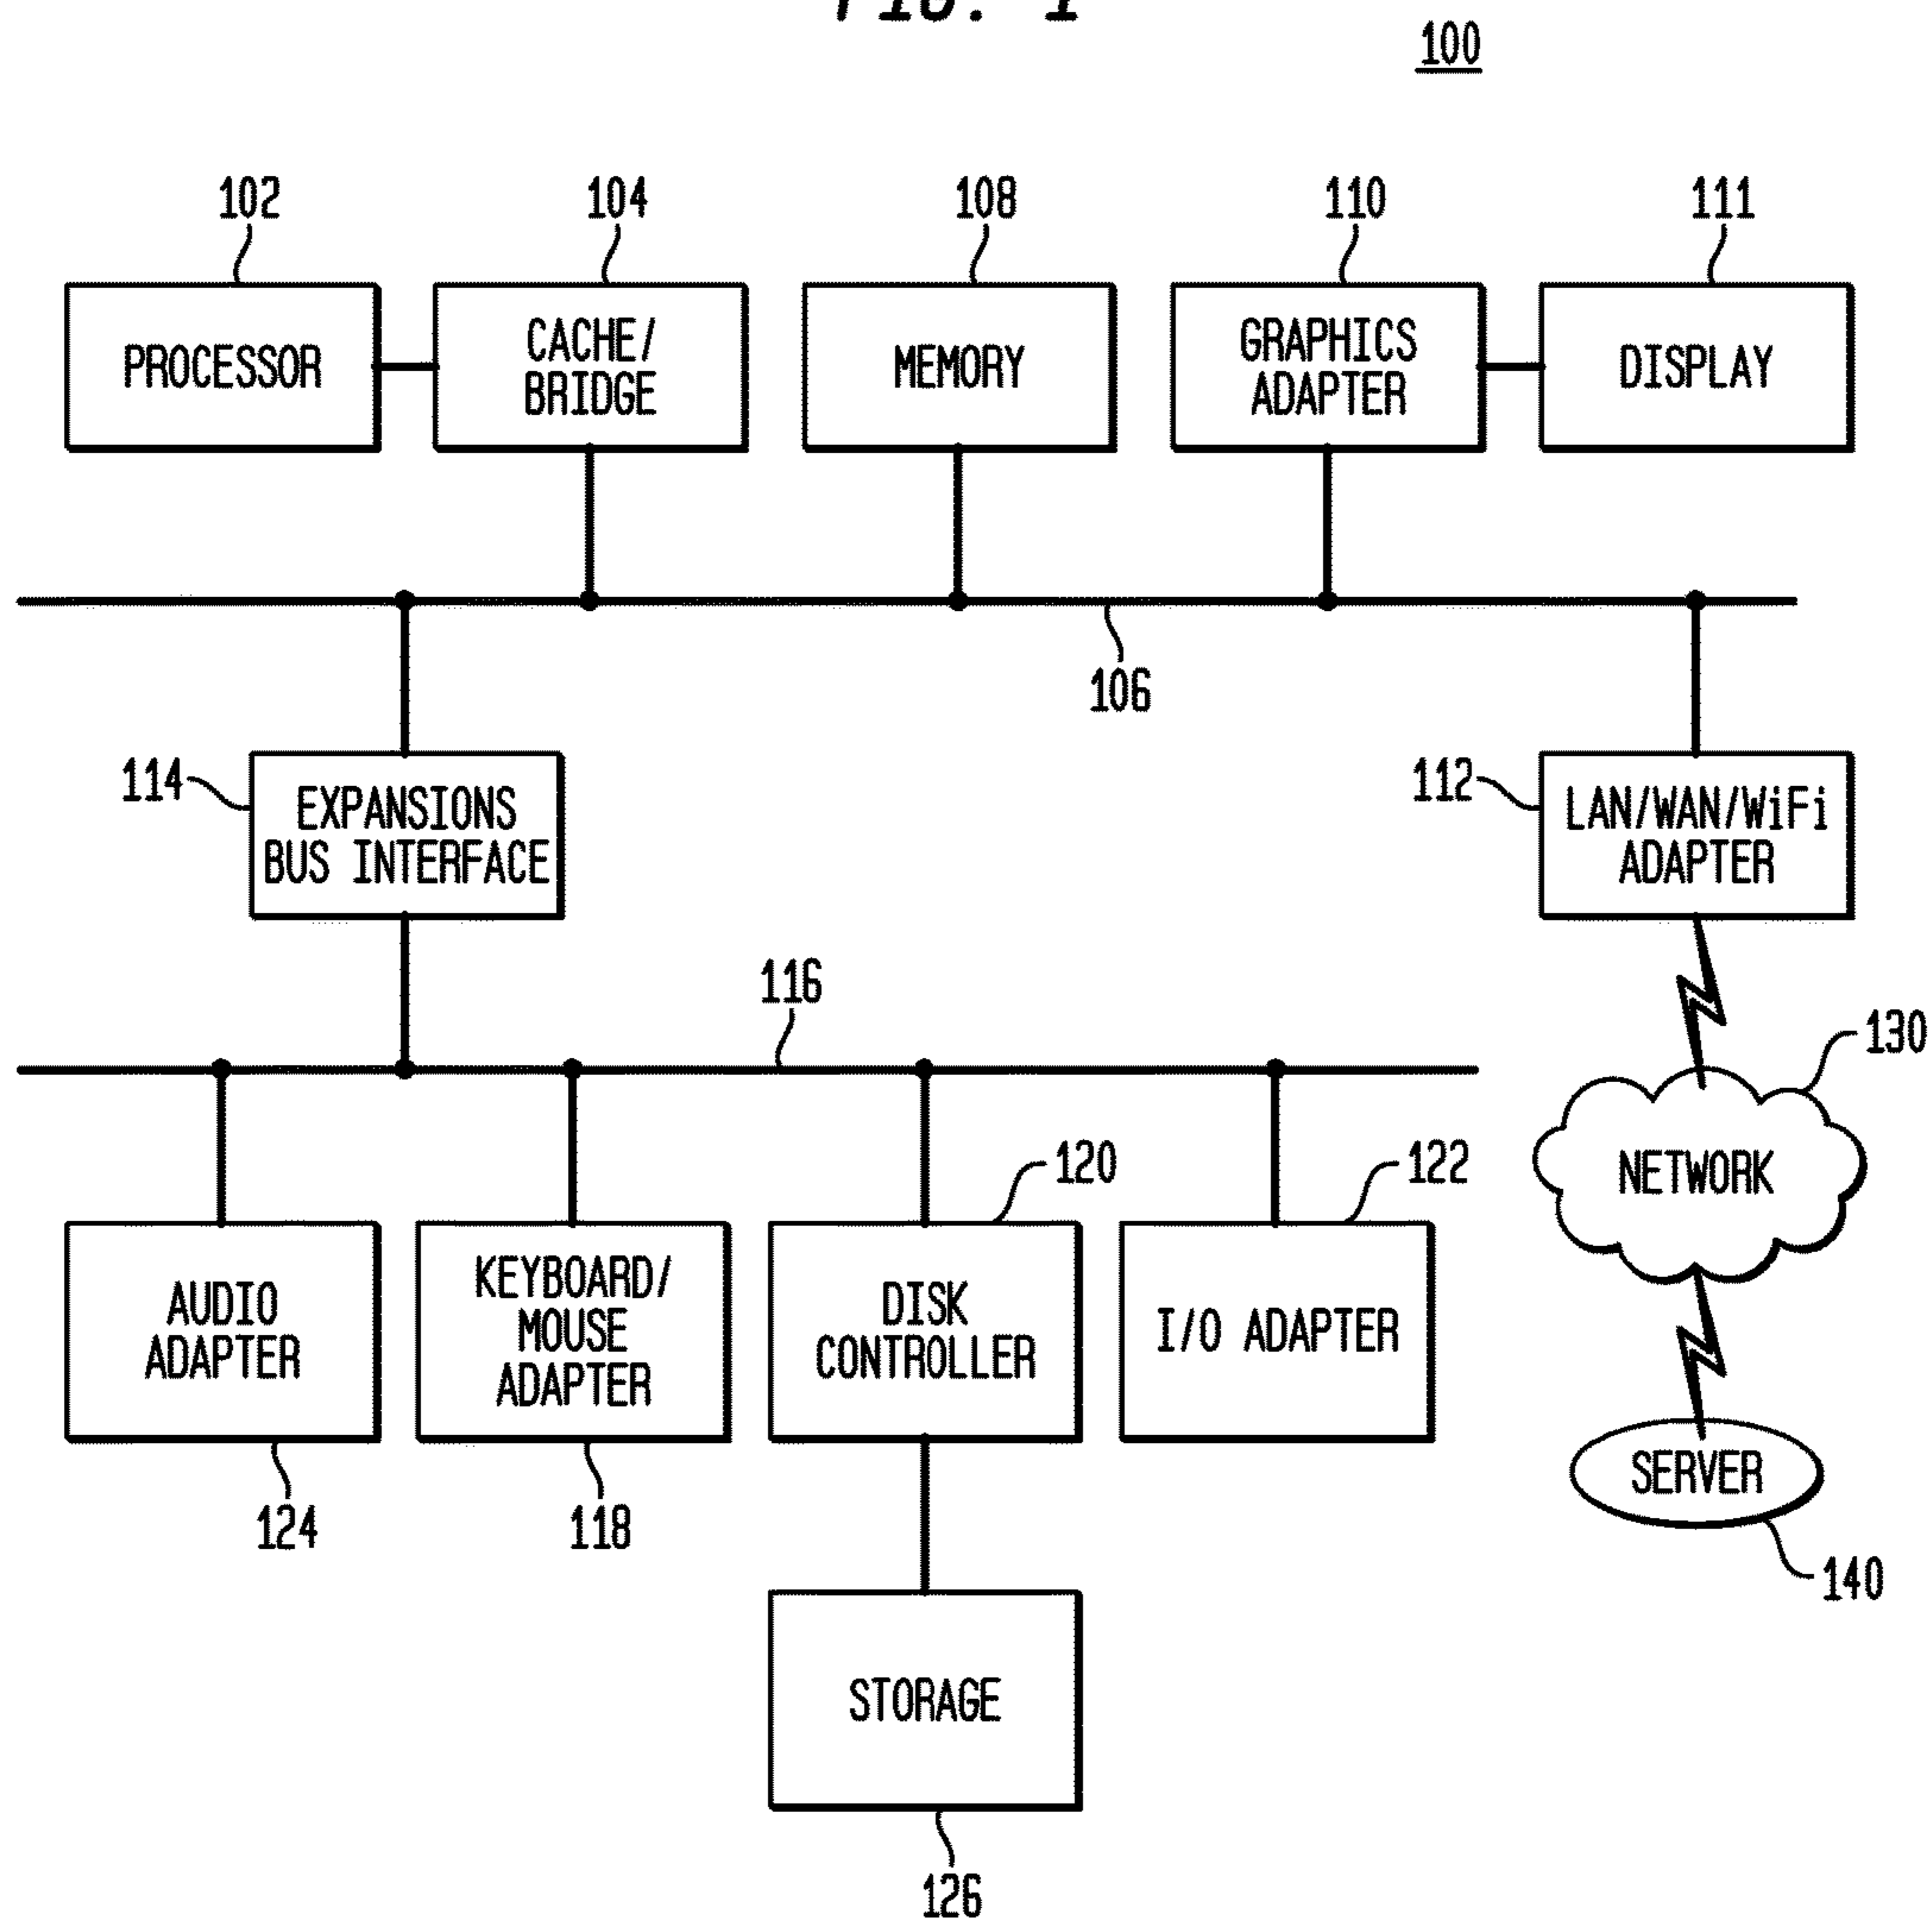 FIG. 1
100
102
104
108
110
111
PROCESSOR
CACHE/
BRIDGE
MEMORY
GRAPHICS
ADAPTER
DISPLAY
106
114
EXPANSIONS
BUS INTERFACE
112
LAN/WAN/WiFi
ADAPTER
116
130
NETWORK
120
122
AUDIO
ADAPTER
KEYBOARD/
MOUSE
ADAPTER
DISK
CONTROLLER
I/O ADAPTER
124
118
SERVER
140
STORAGE
126